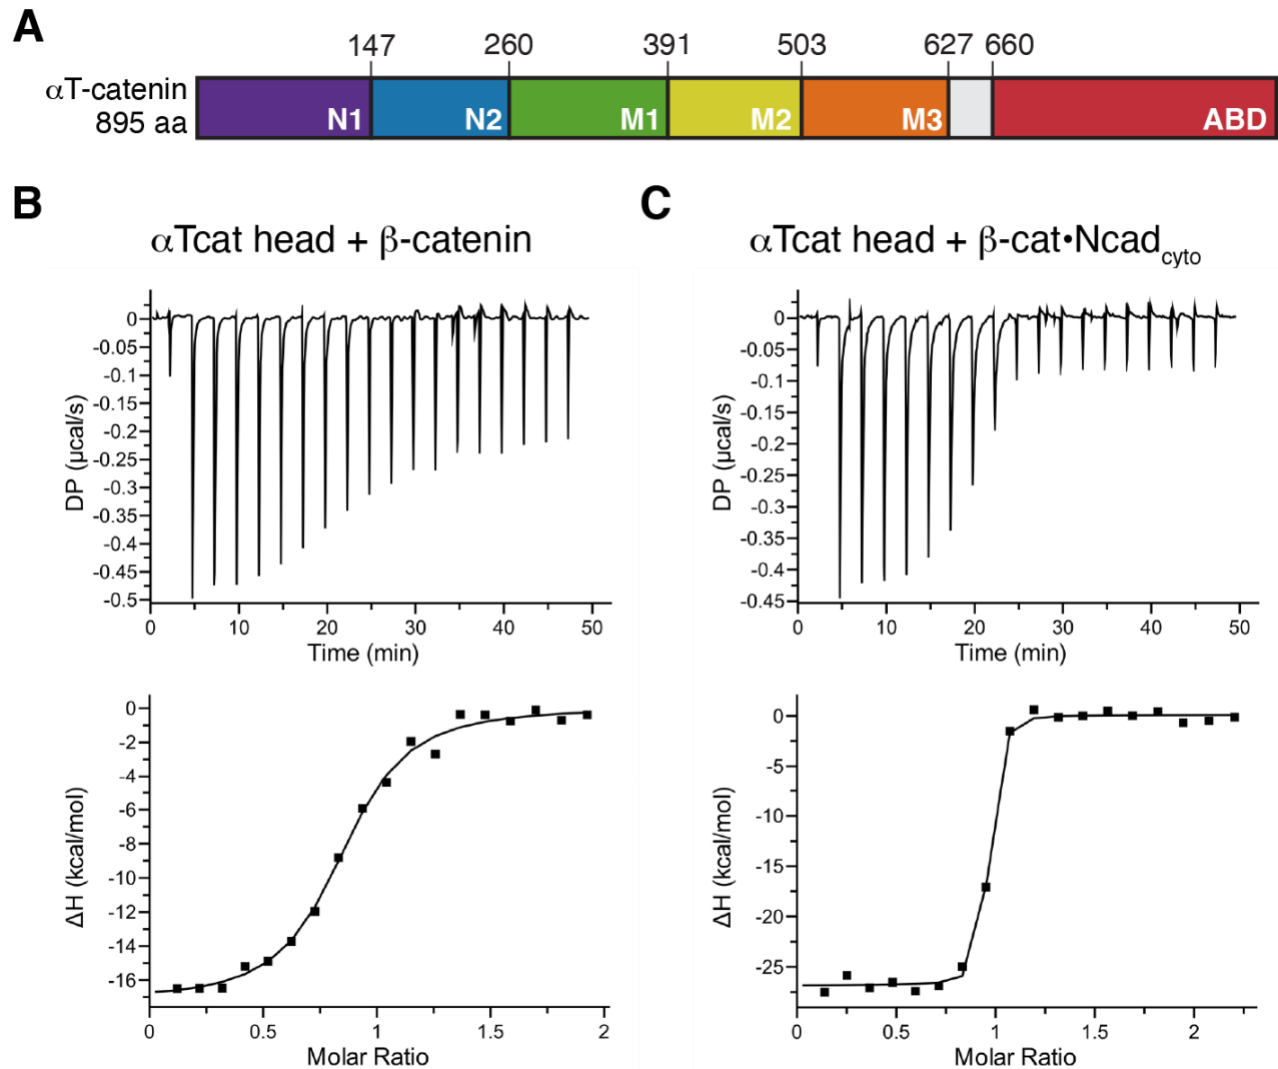 A
147 260 391 503 627 660
αT-catenin
895 aa
N1 N2 M1 M2 M3 ABD
B
αTcat head + β-catenin
0
-0.05
-0.1
-0.15
-0.2
-0.25
-0.3
-0.35
-0.4
-0.45
-0.5
DP (µcal/s)
0 10 20 30 40 50
Time (min)
0
-2
-4
-6
-8
-10
-12
-14
-16
ΔH (kcal/mol)
0 0.5 1 1.5 2
Molar Ratio
C
αTcat head + β-cat•Ncadcyto
0
-0.05
-0.1
-0.15
-0.2
-0.25
-0.3
-0.35
-0.4
-0.45
DP (µcal/s)
0 10 20 30 40 50
Time (min)
0
-5
-10
-15
-20
-25
ΔH (kcal/mol)
0 0.5 1 1.5 2
Molar Ratio